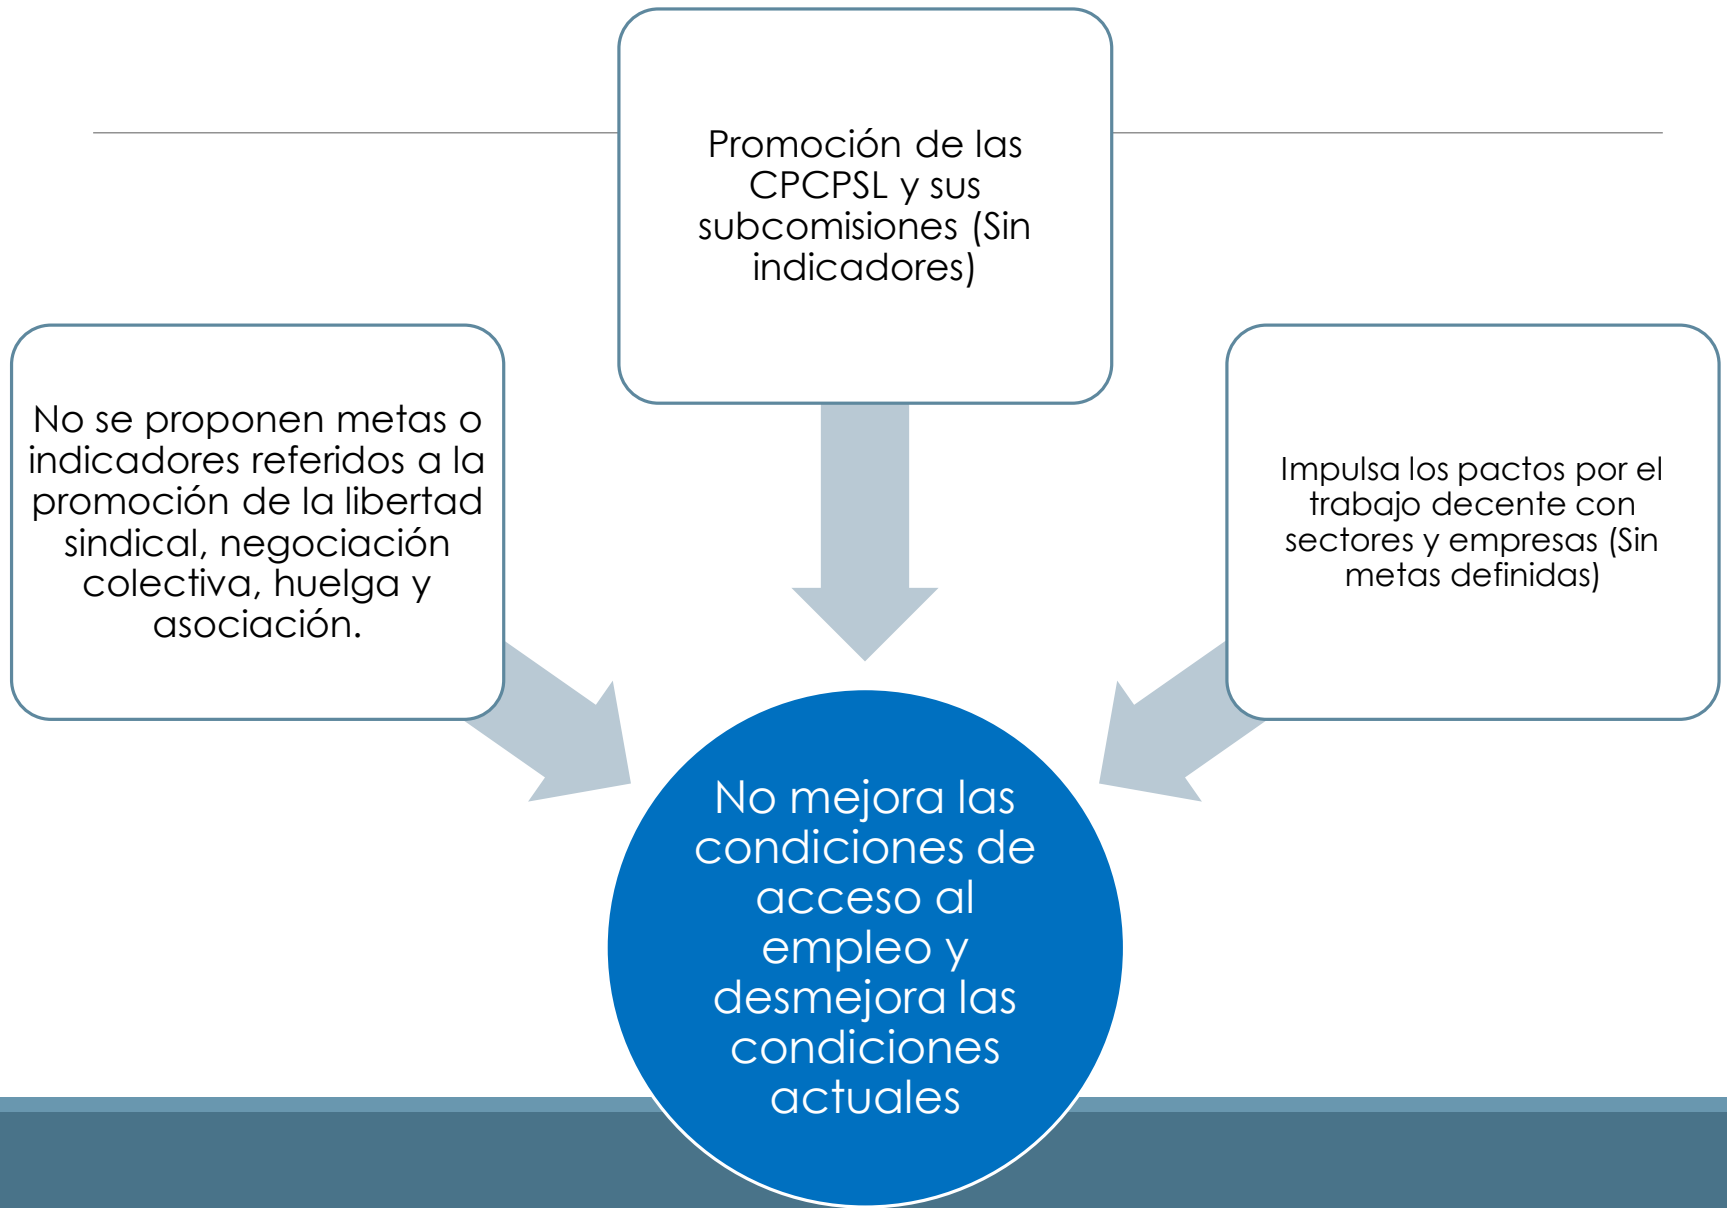 Promoción de las
CPCPSL y sus
subcomisiones (Sin
indicadores)
No se proponen metas o
indicadores referidos a la
promoción de la libertad
sindical, negociación
colectiva, huelga y
asociación.
Impulsa los pactos por el
trabajo decente con
sectores y empresas (Sin
metas definidas)
No mejora las
condiciones de
acceso al
empleo y
desmejora las
condiciones
actuales